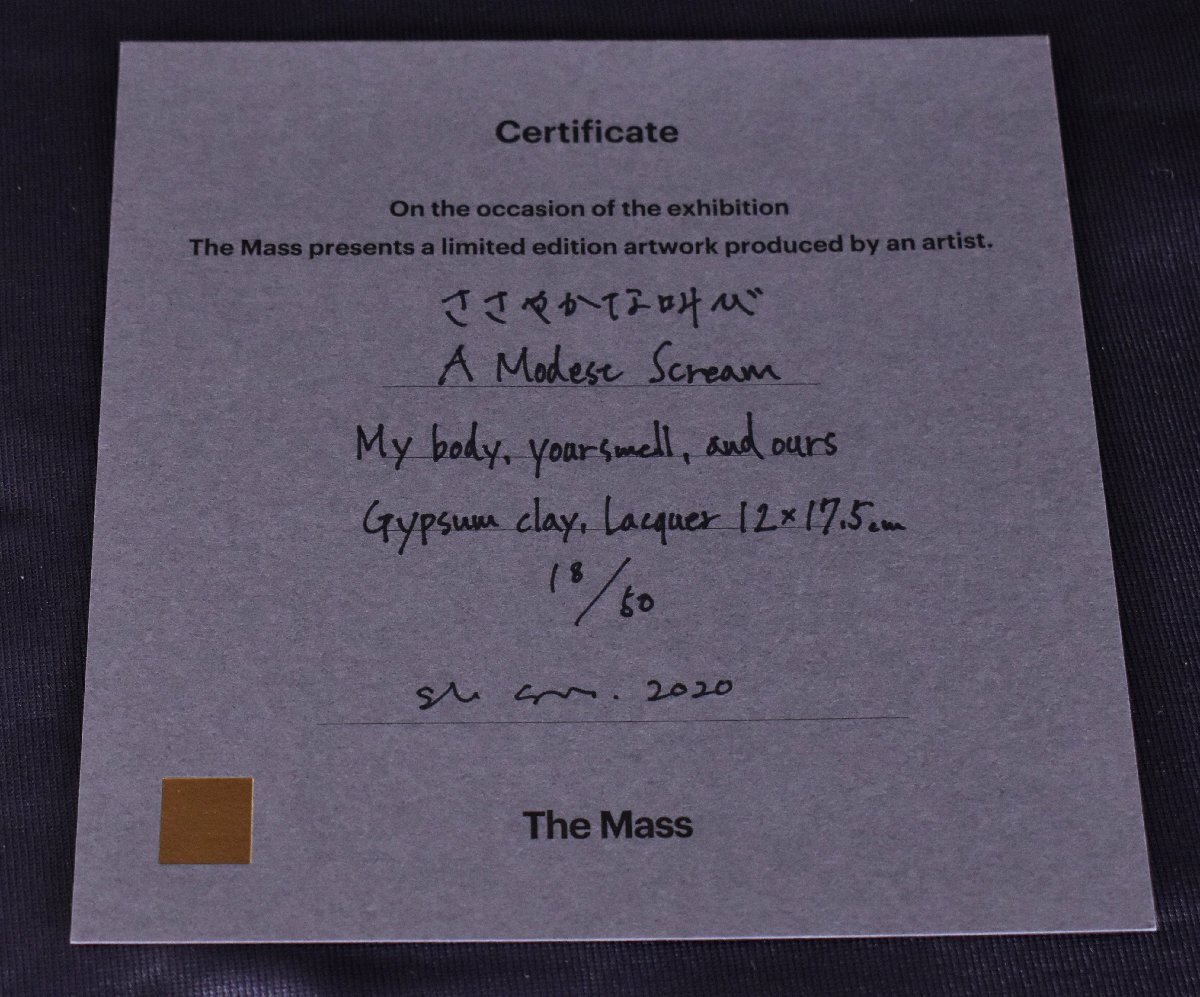 Certificate
On the occasion of the exhibition
The Mass presents a limited edition artwork produced by an artist.
ささやかな叫び
A Modest Scream
My body, your smell, and ours
Gypsum clay, Lacquer 12×17.5cm
18/50
2020
The Mass